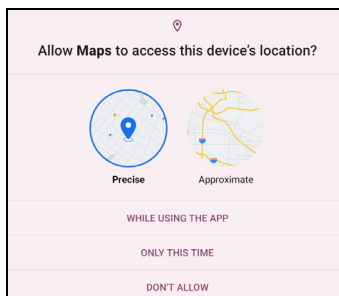 Allow Maps to access this device's location?
Precise Approximate
WHILE USING THE APP
ONLY THIS TIME
DON'T ALLOW